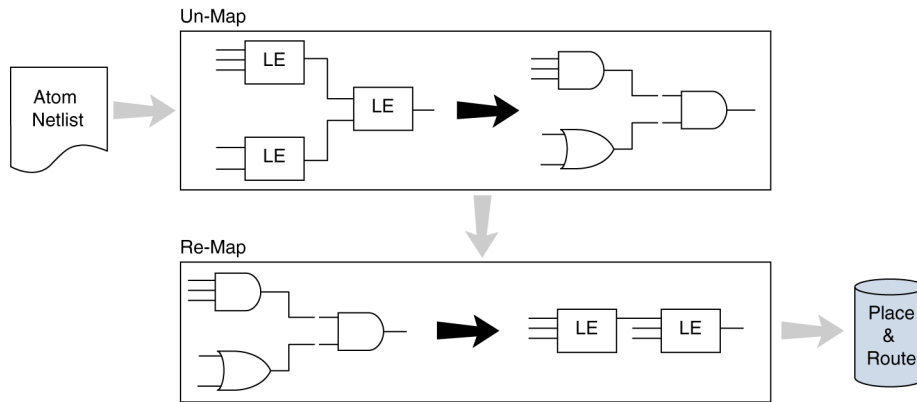 Un-Map
Atom
Netlist
LE
LE
LE
Re-Map
LE
LE
Place
&
Route